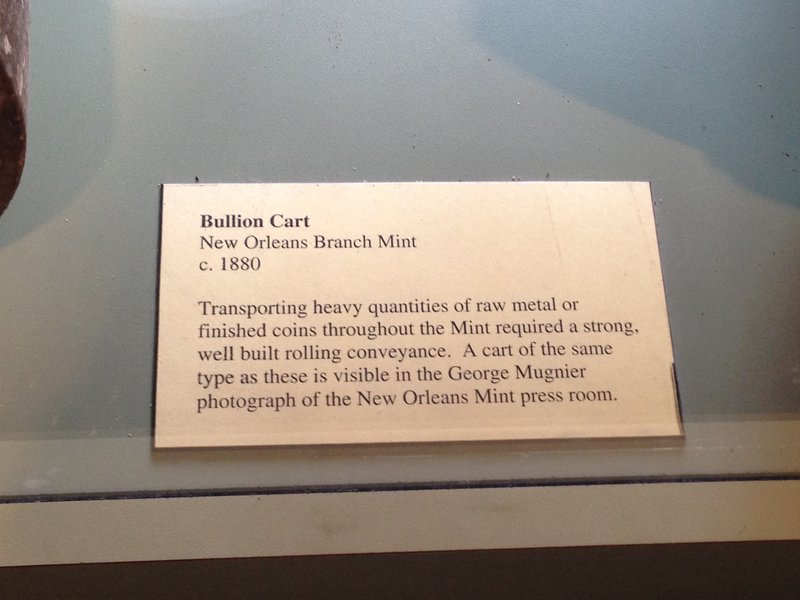 Bullion Cart
New Orleans Branch Mint
c. 1880
Transporting heavy quantities of raw metal or
finished coins throughout the Mint required a strong,
well built rolling conveyance. A cart of the same
type as these is visible in the George Mugnier
photograph of the New Orleans Mint press room.